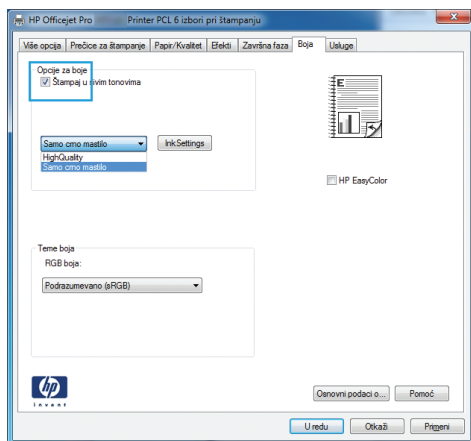 HP Officejet Pro Printer PCL 6 izbori pri štampanju
Više opcija Prečice za štampanje Papir/Kvalitet Efekti Završna faza Boja Usluge
Opcije za boje
Štampaj u sivim tonovima
Samo crno mastilo InkSettings
HighQuality
Samo crno mastilo
E
HP EasyColor
Teme boja
RGB boja:
Podrazumevano (sRGB)
hp
invent
Osnovni podaci o... Pomoć
U redu Otkaži Primeni